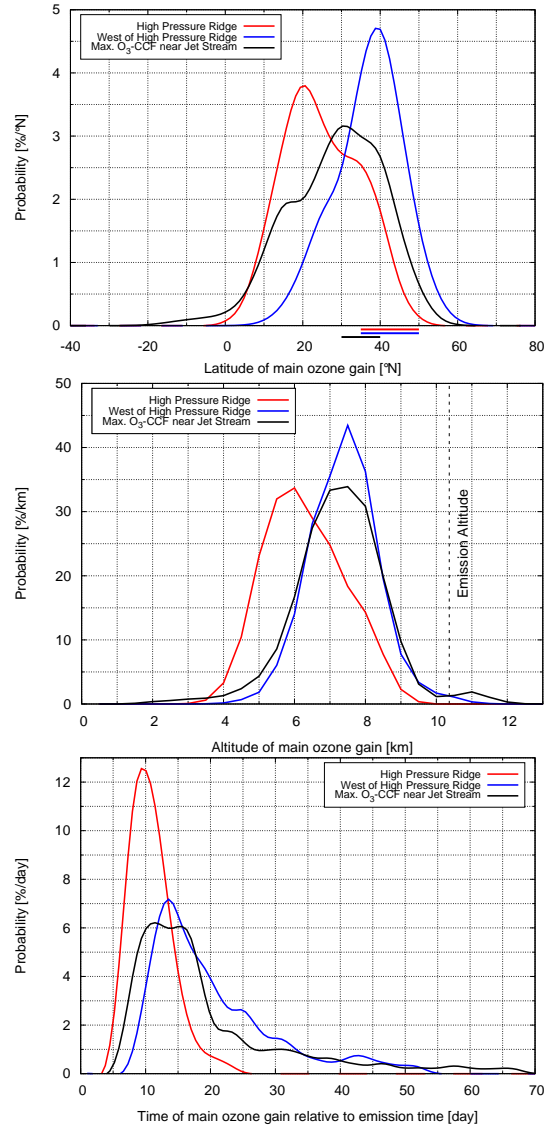 5
4
3
2
1
0
Probability [%/°N]
High Pressure Ridge
West of High Pressure Ridge
Max. O3-CCF near Jet Stream
-40 -20 0 20 40 60 80
Latitude of main ozone gain [°N]
50
40
30
20
10
0
Probability [%/km]
High Pressure Ridge
West of High Pressure Ridge
Max. O3-CCF near Jet Stream
Emission Altitude
0 2 4 6 8 10 12
Altitude of main ozone gain [km]
12
10
8
6
4
2
0
Probability [%/day]
High Pressure Ridge
West of High Pressure Ridge
Max. O3-CCF near Jet Stream
0 10 20 30 40 50 60 70
Time of main ozone gain relative to emission time [day]